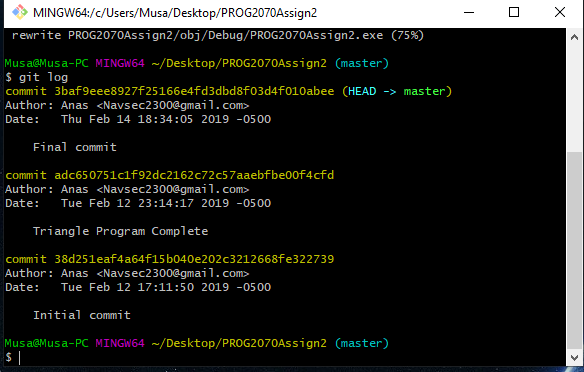 MINGW64:/c/Users/Musa/Desktop/PROG2070Assign2
rewrite PROG2070Assign2/obj/Debug/PROG2070Assign2.exe (75%)
Musa@Musa-PC MINGW64 ~/Desktop/PROG2070Assign2 (master)
$ git log
commit 3baf9eee8927f25166e4fd3dbd8f03d4f010abee (HEAD -> master)
Author: Anas <Navsec2300@gmail.com>
Date:   Thu Feb 14 18:34:05 2019 -0500
Final commit
commit adc650751c1f92dc2162c72c57aaebfbe00f4cfd
Author: Anas <Navsec2300@gmail.com>
Date:   Tue Feb 12 23:14:17 2019 -0500
Triangle Program Complete
commit 38d251eaf4a64f15b040e202c3212668fe322739
Author: Anas <Navsec2300@gmail.com>
Date:   Tue Feb 12 17:11:50 2019 -0500
Initial commit
Musa@Musa-PC MINGW64 ~/Desktop/PROG2070Assign2 (master)
$